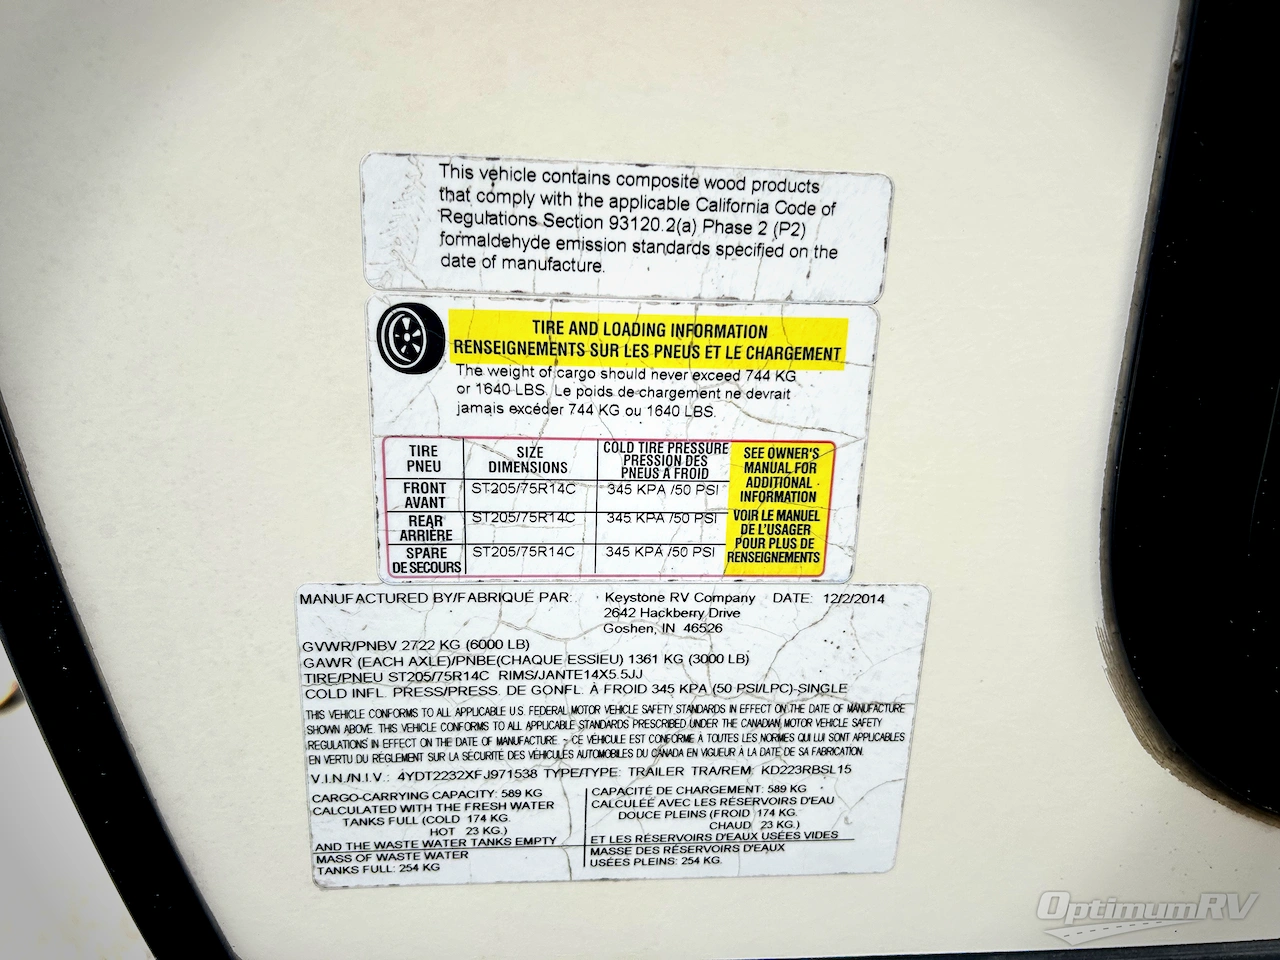 This vehicle contains composite wood products
that comply with the applicable California Code of
Regulations Section 93120.2(a) Phase 2 (P2)
formaldehyde emission standards specified on the
date of manufacture.
TIRE AND LOADING INFORMATION
RENSEIGNEMENTS SUR LES PNEUS ET LE CHARGEMENT
The weight of cargo should never exceed 744 KG
or 1640 LBS. Le poids de chargement ne devrait
jamais excéder 744 KG ou 1640 LBS.
TIRE
PNEU
SIZE
DIMENSIONS
COLD TIRE PRESSURE
PRESSION DES
PNEUS À FROID
FRONT
AVANT
ST205/75R14C
345 KPA /50 PSI
REAR
ARRIÈRE
ST205/75R14C
345 KPA /50 PSI
SPARE
DE SECOURS
ST205/75R14C
345 KPA /50 PSI
SEE OWNER'S
MANUAL FOR
ADDITIONAL
INFORMATION
VOIR LE MANUEL
DE L'USAGER
POUR PLUS DE
RENSEIGNEMENTS
MANUFACTURED BY/FABRIQUÉ PAR: Keystone RV Company DATE: 12/2/2014
2642 Hackberry Drive
Goshen, IN 46526
GVWR/PNBV 2722 KG (6000 LB)
GAWR (EACH AXLE)/PNBE(CHAQUE ESSIEU) 1361 KG (3000 LB)
TIRE/PNEU ST205/75R14C RIMS/JANTE14X5.5JJ
COLD INFL. PRESS/PRESS. DE GONFL. À FROID 345 KPA (50 PSI/LPC)-SINGLE
THIS VEHICLE CONFORMS TO ALL APPLICABLE U.S. FEDERAL MOTOR VEHICLE SAFETY STANDARDS IN EFFECT ON THE DATE OF MANUFACTURE
SHOWN ABOVE. THIS VEHICLE CONFORMS TO ALL APPLICABLE STANDARDS PRESCRIBED UNDER THE CANADIAN MOTOR VEHICLE SAFETY
REGULATIONS IN EFFECT ON THE DATE OF MANUFACTURE - CE VÉHICULE EST CONFORME À TOUTES LES NORMES QUI LUI SONT APPLICABLES
EN VERTU DU RÉGLEMENT SUR LA SÉCURITÉ DES VÉHICULES AUTOMOBILES DU CANADA EN VIGUEUR À LA DATE DE SA FABRICATION.
V.I.N./N.I.V.: 4YDT2232XFJ971538 TYPE/TYPE: TRAILER TRA/REM KD223RBSL15
CARGO-CARRYING CAPACITY: 589 KG
CALCULATED WITH THE FRESH WATER
TANKS FULL (COLD 174 KG.
HOT 23 KG.)
AND THE WASTE WATER TANKS EMPTY
MASS OF WASTE WATER
TANKS FULL: 254 KG
CAPACITÉ DE CHARGEMENT: 589 KG
CALCULÉE AVEC LES RÉSERVOIRS D'EAU
DOUCE PLEINS (FROID 174 KG.
CHAUD 23 KG.)
ET LES RÉSERVOIRS D'EAUX USÉES VIDES
MASSE DES RÉSERVOIRS D'EAUX
USÉES PLEINS: 254 KG.
OptimumRV